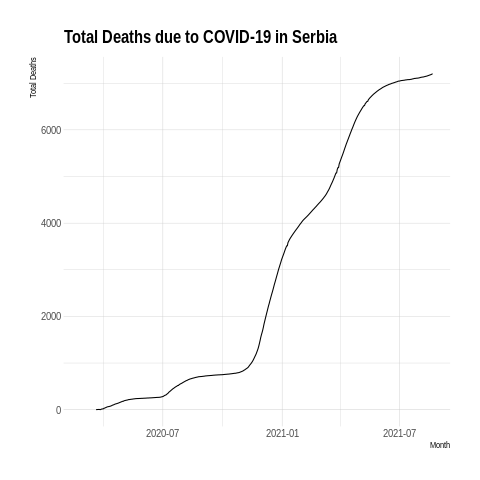 Total Deaths due to COVID-19 in Serbia
Total Deaths
6000
4000
2000
0
2020-07 2021-01 2021-07
Month